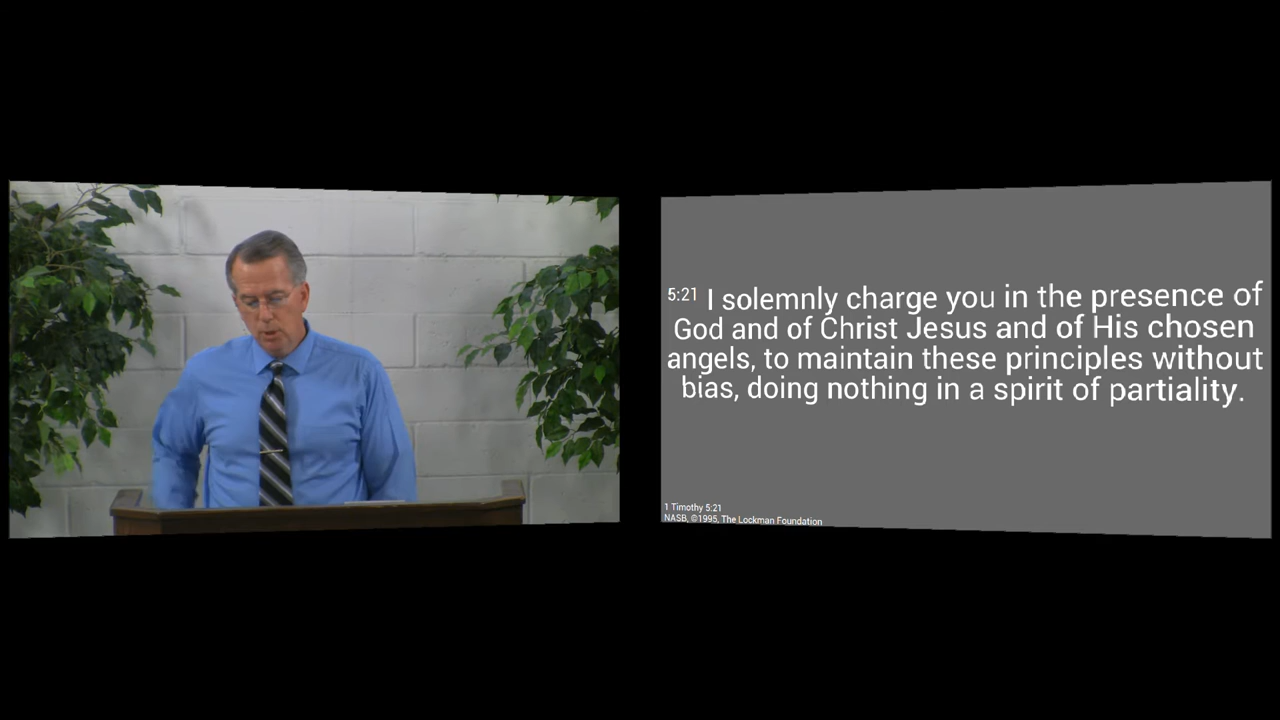 5:21 I solemnly charge you in the presence of
God and of Christ Jesus and of His chosen
angels, to maintain these principles without
bias, doing nothing in a spirit of partiality.
1 Timothy 5:21
NASB, ©1995, The Lockman Foundation